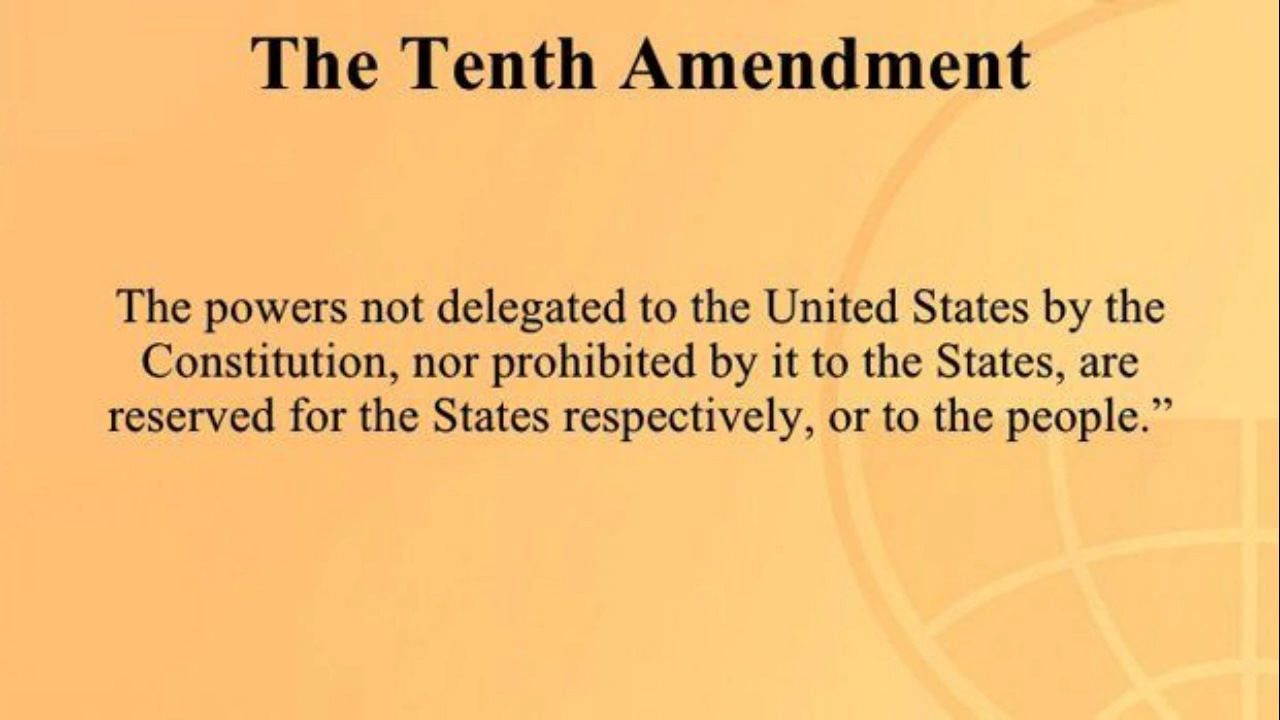 The Tenth Amendment
The powers not delegated to the United States by the
Constitution, nor prohibited by it to the States, are
reserved for the States respectively, or to the people.”